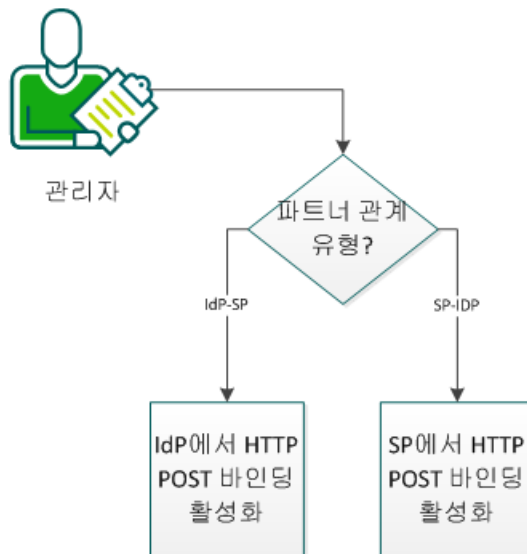 관리자
파트너 관계
유형?
IdP-SP
SP-IDP
IdP에서 HTTP
POST 바인딩
활성화
SP에서 HTTP
POST 바인딩
활성화